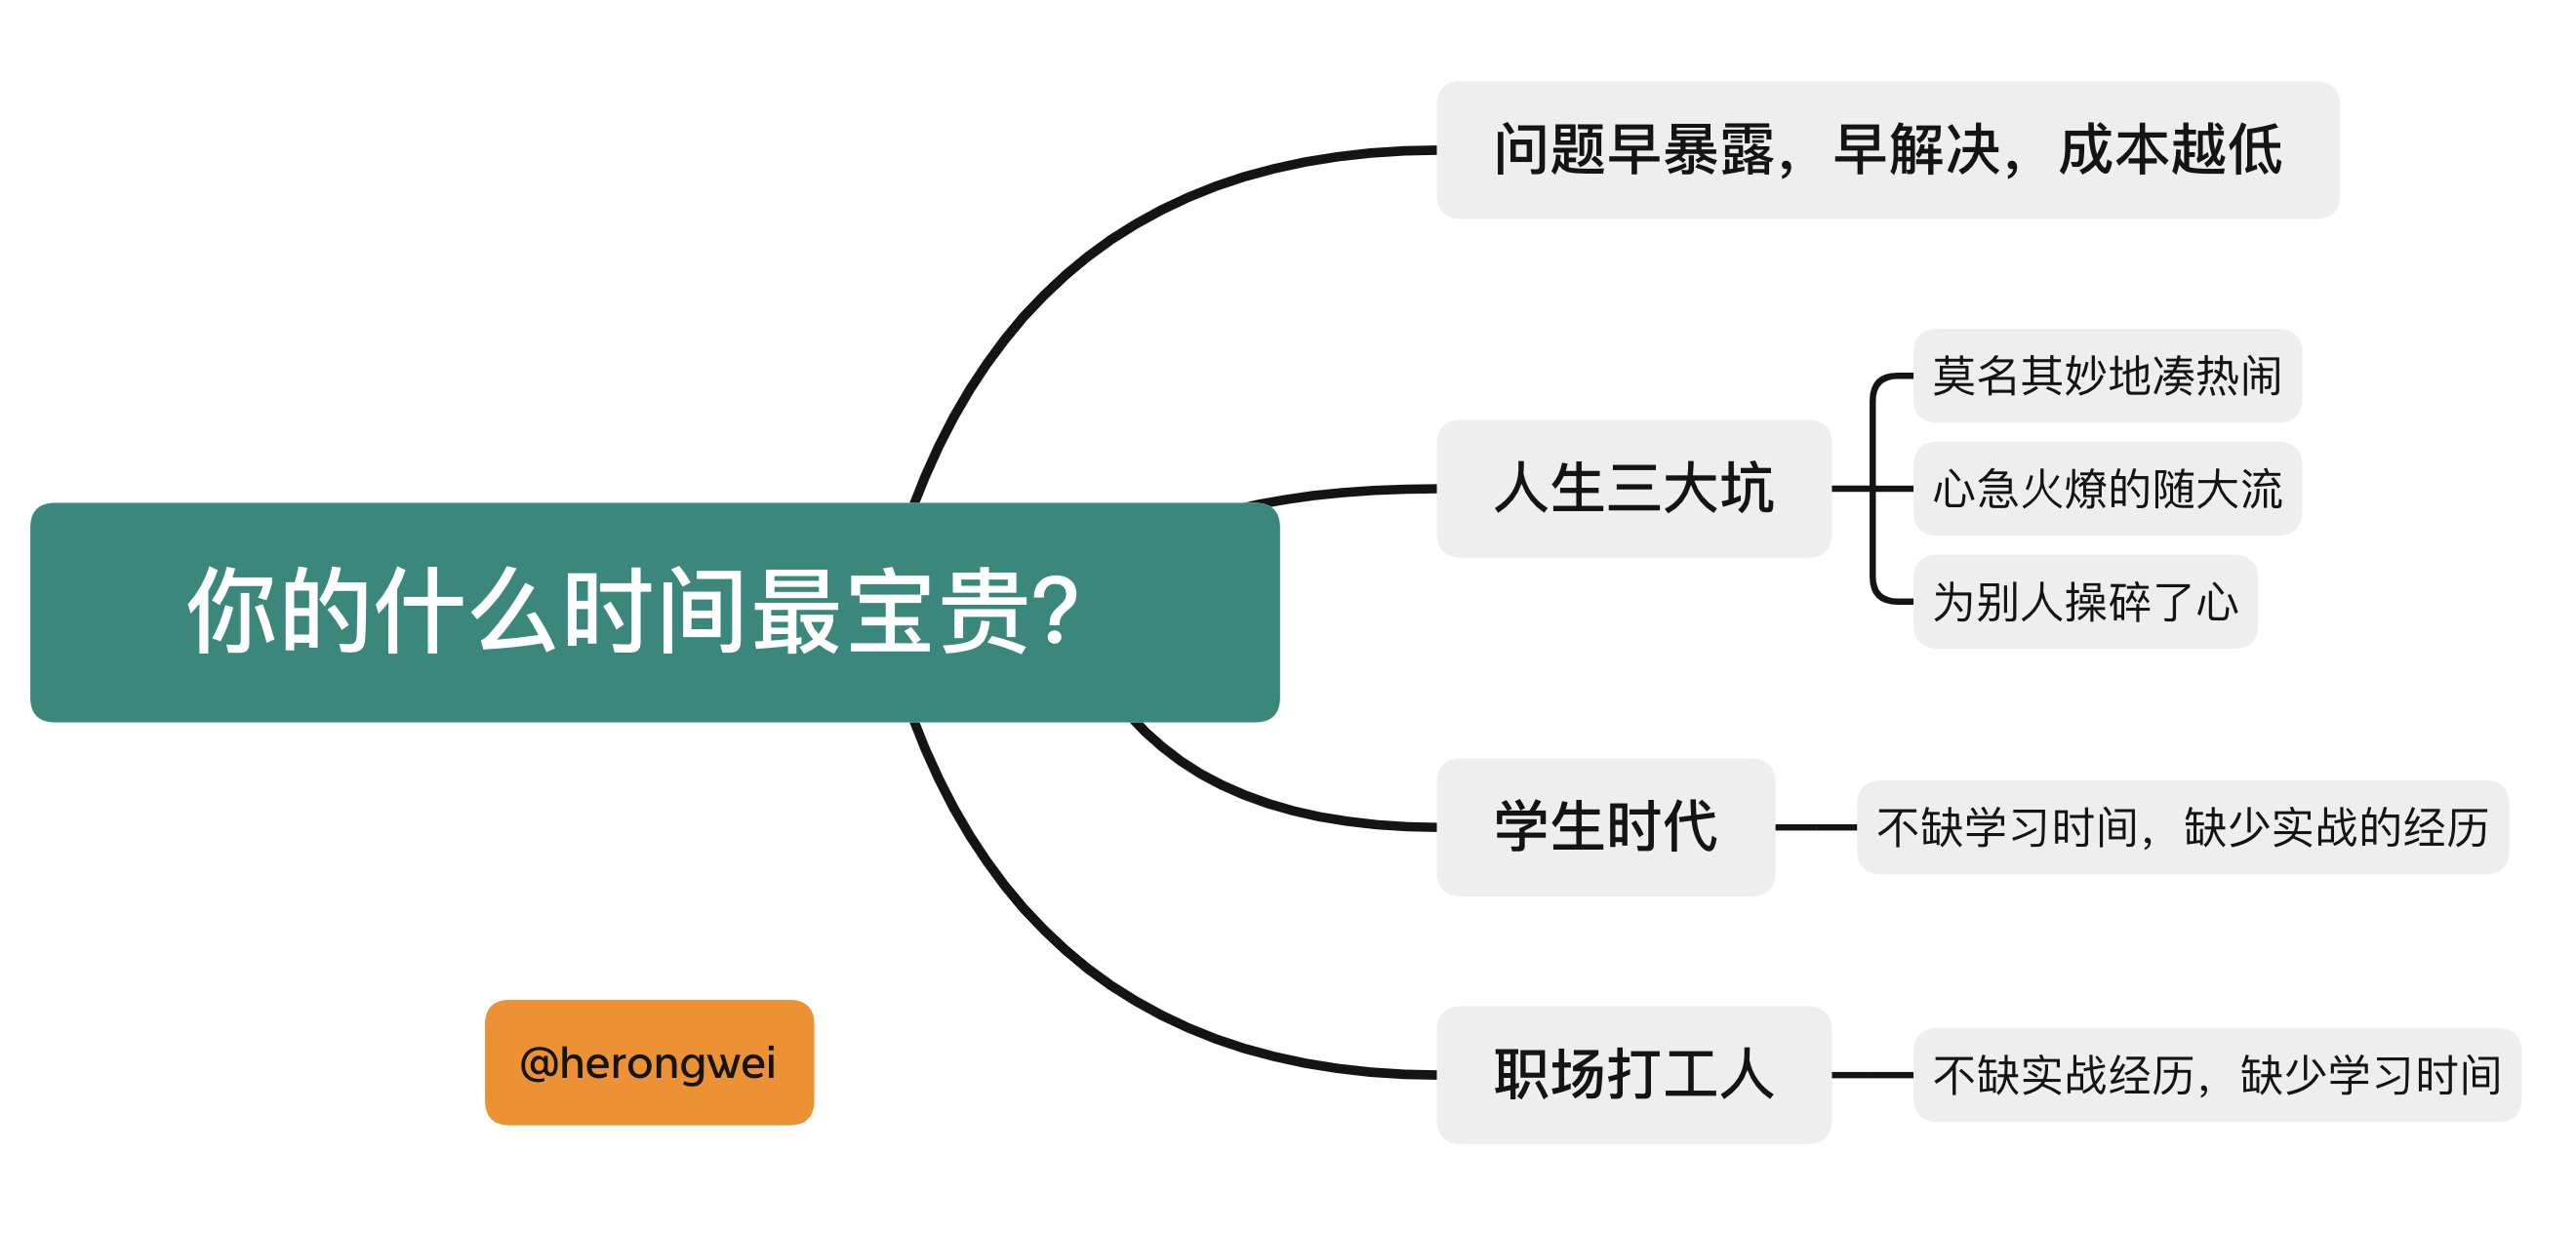 你的什么时间最宝贵?
问题早暴露，早解决，成本越低
人生三大坑
莫名其妙地凑热闹
心急火燎的随大流
为别人操碎了心
学生时代
不缺学习时间，缺少实战的经历
职场打工人
不缺实战经历，缺少学习时间
@herongwei